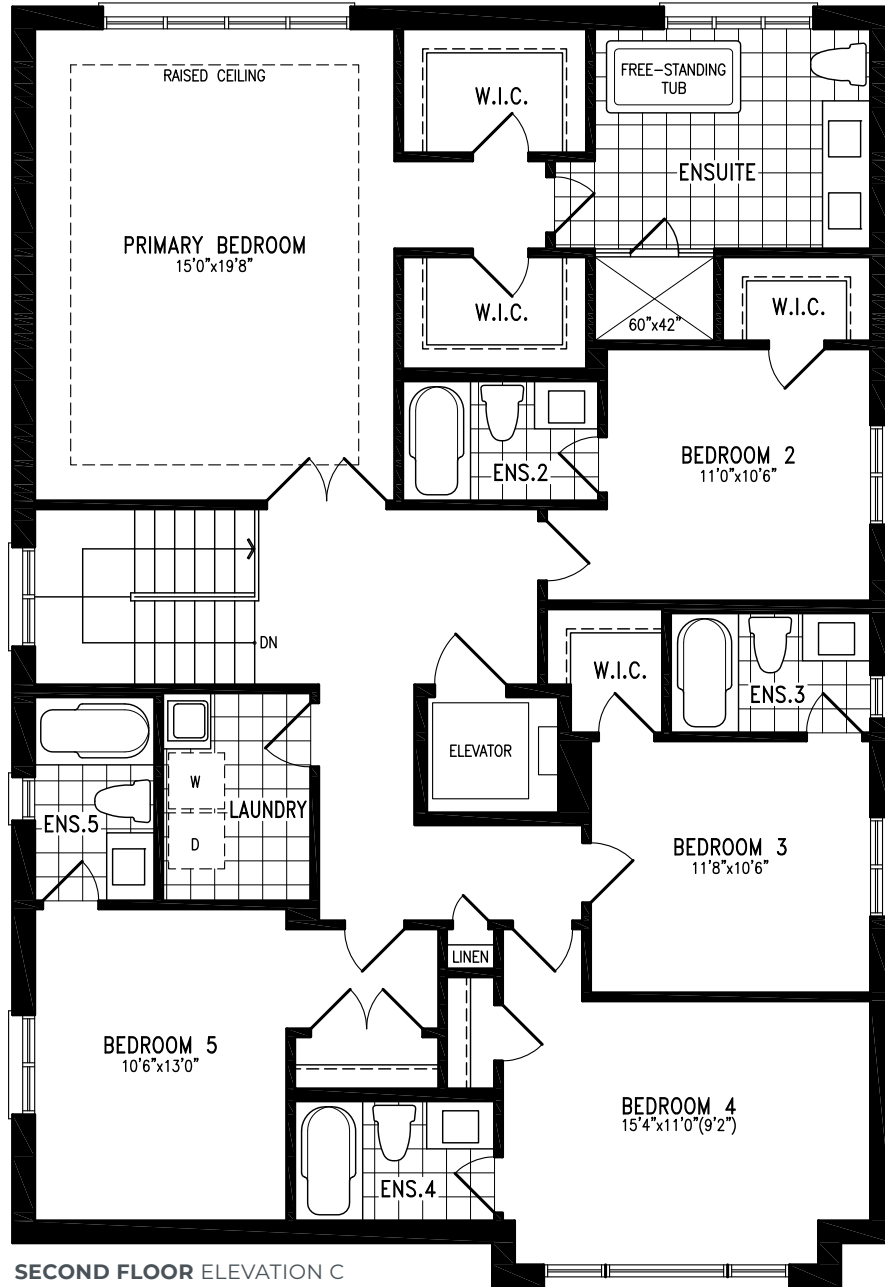 RAISED CEILING
W.I.C.
FREE-STANDING
TUB
ENSUITE
PRIMARY BEDROOM
15'0"x19'8"
W.I.C.
60"x42"
W.I.C.
ENS.2
BEDROOM 2
11'0"x10'6"
DN
W.I.C.
ENS.3
ELEVATOR
W
LAUNDRY
D
ENS.5
BEDROOM 3
11'8"x10'6"
LINEN
BEDROOM 5
10'6"x13'0"
BEDROOM 4
15'4"x11'0"(9'2")
ENS.4
SECOND FLOOR ELEVATION C